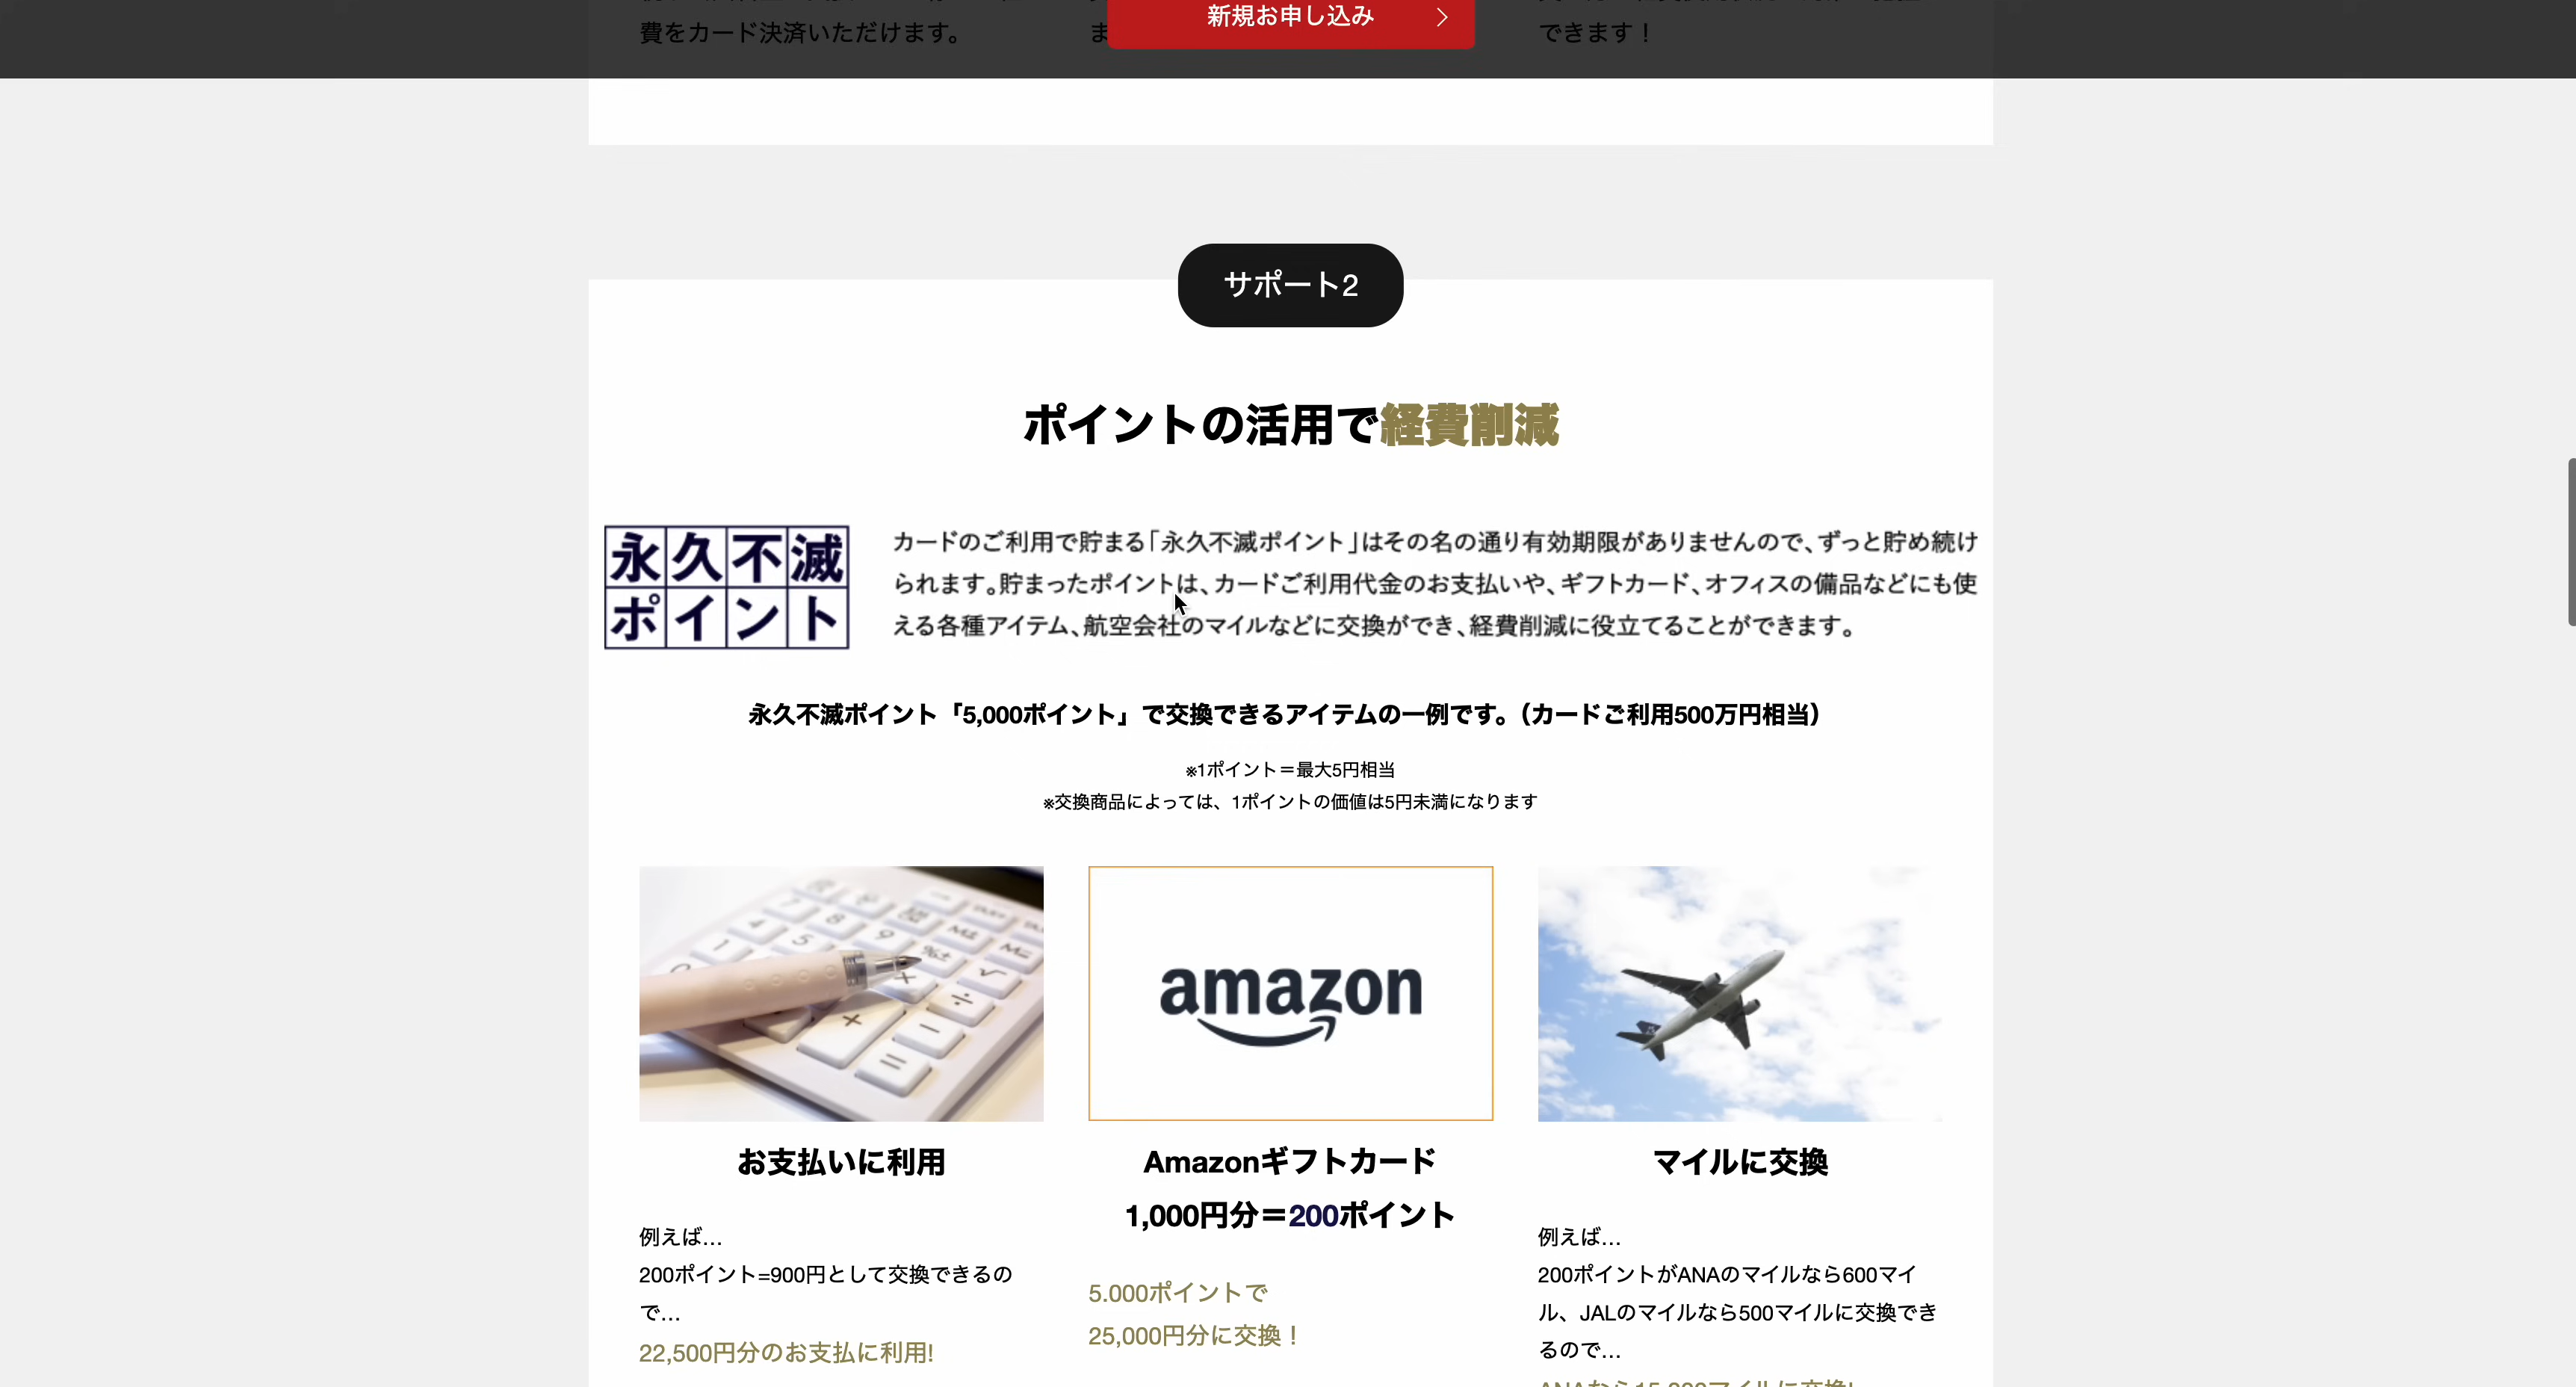 費をカード決済いただけます。
ま
できます！
新規お申し込み
サポート2
ポイントの活用で経費削減
永久不滅
ポイント
カードのご利用で貯まる「永久不滅ポイント」はその名の通り有効期限がありませんので、ずっと貯め続け
られます。貯まったポイントは、カードご利用代金のお支払いや、ギフトカード、オフィスの備品などにも使
える各種アイテム、航空会社のマイルなどに交換ができ、経費削減に役立てることができます。
永久不滅ポイント「5,000ポイント」で交換できるアイテムの一例です。（カードご利用500万円相当）
※1ポイント＝最大5円相当
※交換商品によっては、1ポイントの価値は5円未満になります
amazon
お支払いに利用
例えば…
200ポイント=900円として交換できるの
で…
22,500円分のお支払に利用!
Amazonギフトカード
1,000円分＝200ポイント
5.000ポイントで
25,000円分に交換！
マイルに交換
例えば…
200ポイントがANAのマイルなら600マイ
ル、JALのマイルなら500マイルに交換でき
るので…
ANAなら15,000マイルに交換!